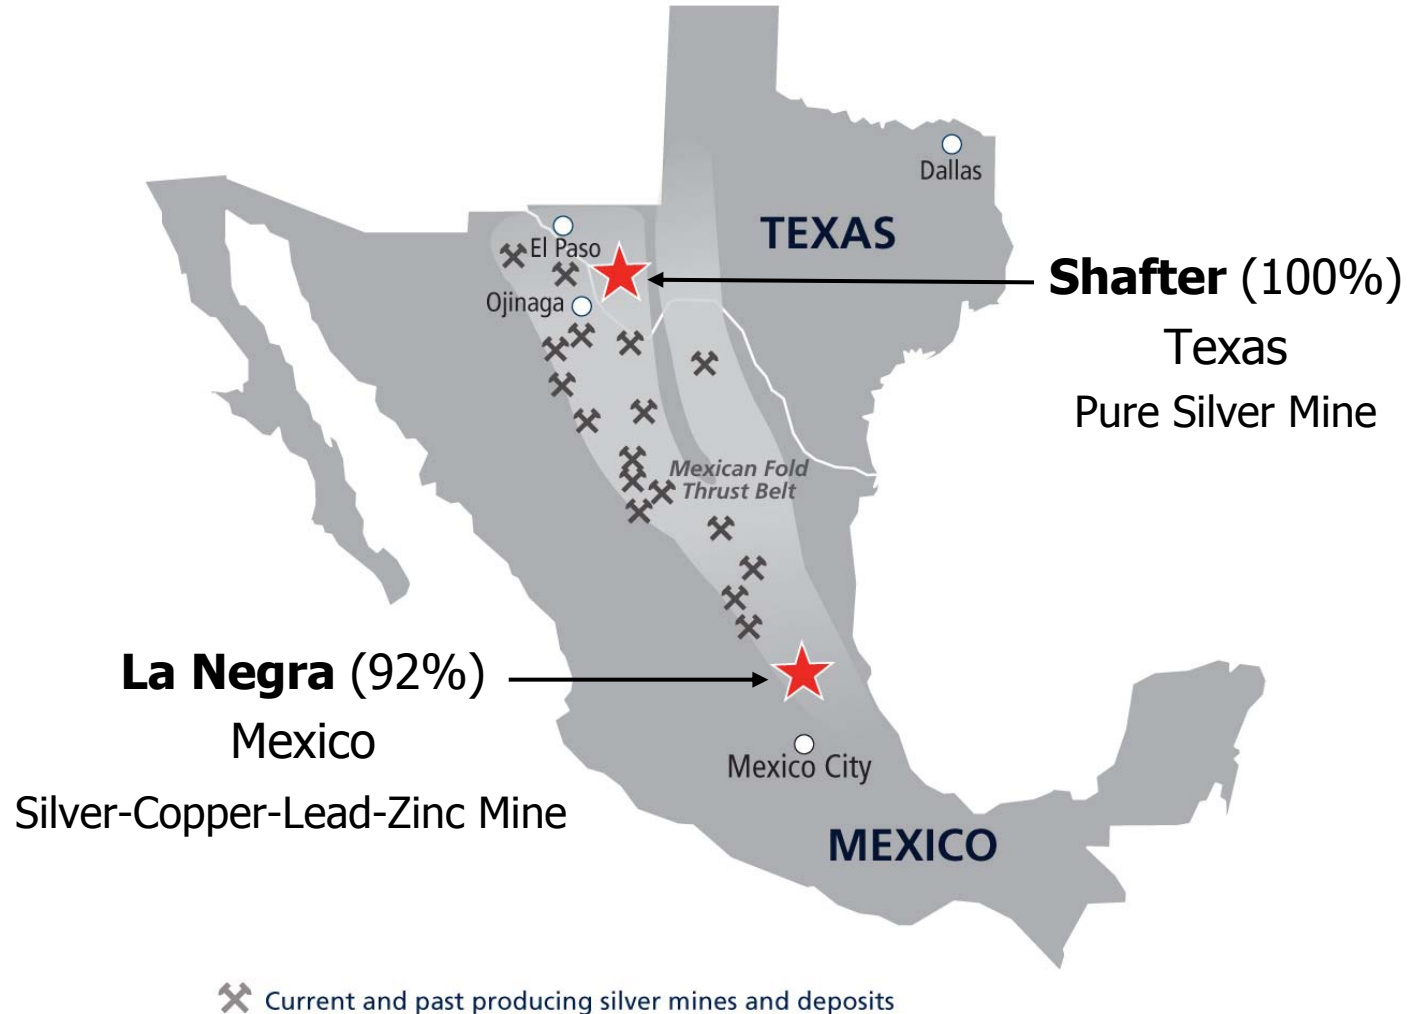 Dallas
TEXAS
El Paso
Ojinaga
Shafter (100%)
Texas
Pure Silver Mine
Mexican Fold
Thrust Belt
La Negra (92%)
Mexico
Silver-Copper-Lead-Zinc Mine
Mexico City
MEXICO
Current and past producing silver mines and deposits